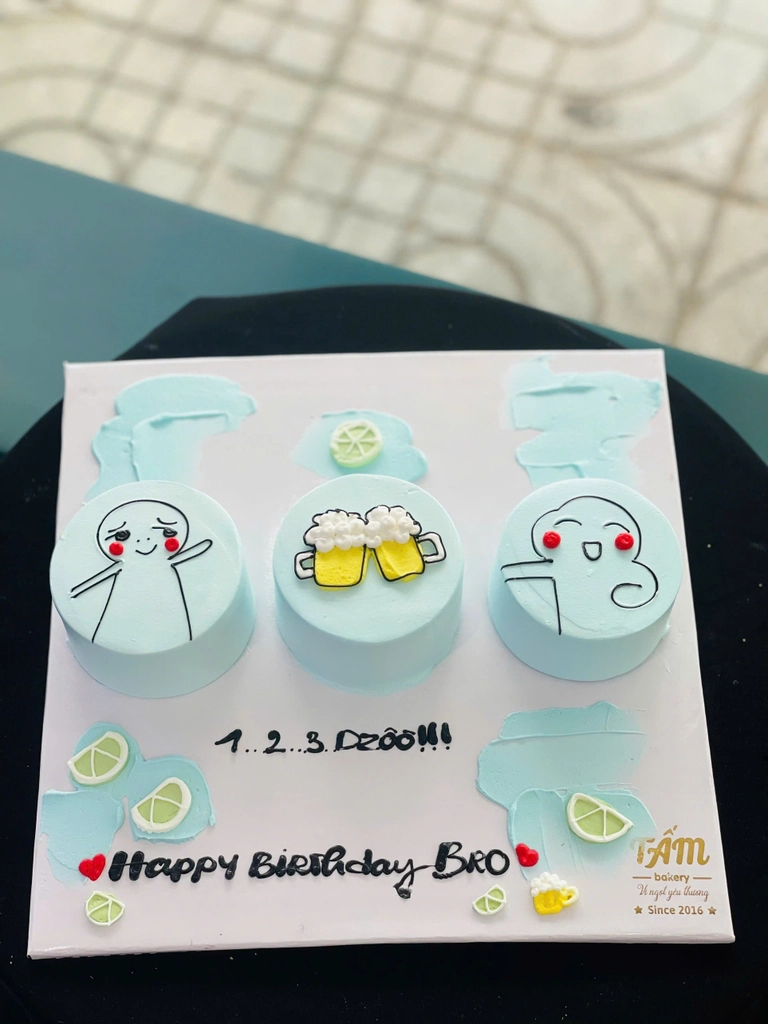 1..2..3..Dzôô!!!
Happy Birthday Bro
TẤM
bakery
Vị ngọt yêu thương
★ Since 2016 ★